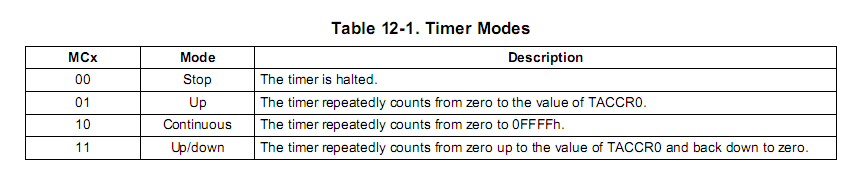 Table 12-1. Timer Modes
MCx Mode Description
00 Stop The timer is halted.
01 Up The timer repeatedly counts from zero to the value of TACCR0.
10 Continuous The timer repeatedly counts from zero to 0FFFFh.
11 Up/down The timer repeatedly counts from zero up to the value of TACCR0 and back down to zero.